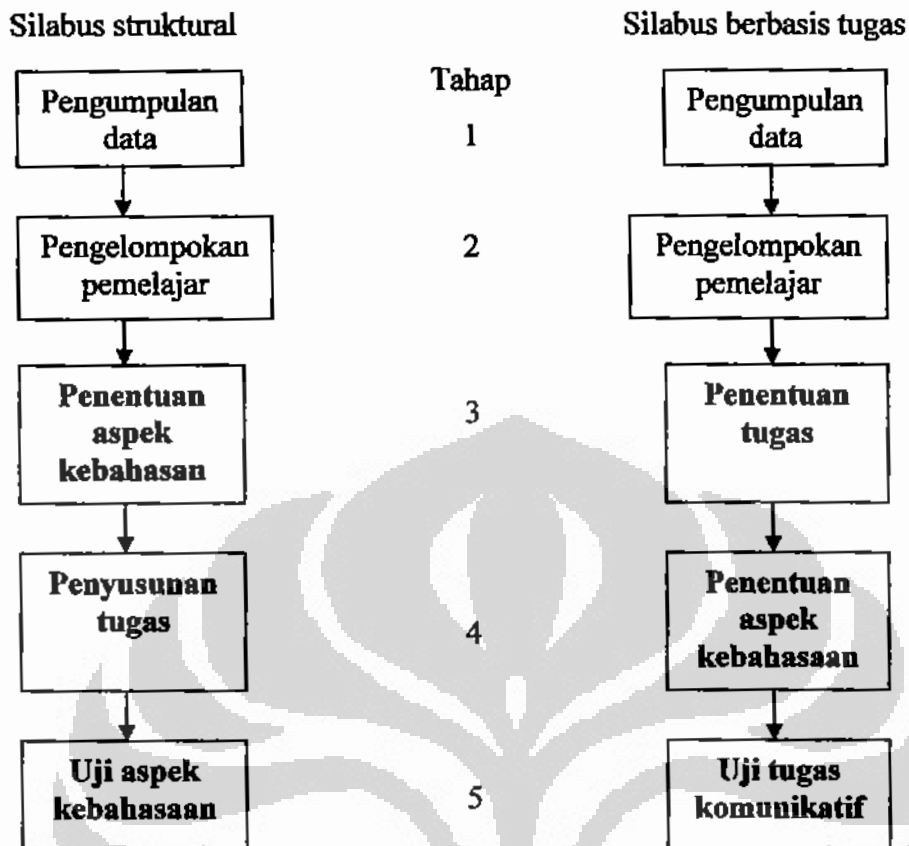 Silabus struktural
Silabus berbasis tugas
Tahap
Pengumpulan
data
1
Pengumpulan
data
Pengelompokan
pemelajar
2
Pengelompokan
pemelajar
Penentuan
aspek
kebahasan
3
Penentuan
tugas
Penyusunan
tugas
4
Penentuan
aspek
kebahasaan
Uji aspek
kebahasaan
5
Uji tugas
komunikatif